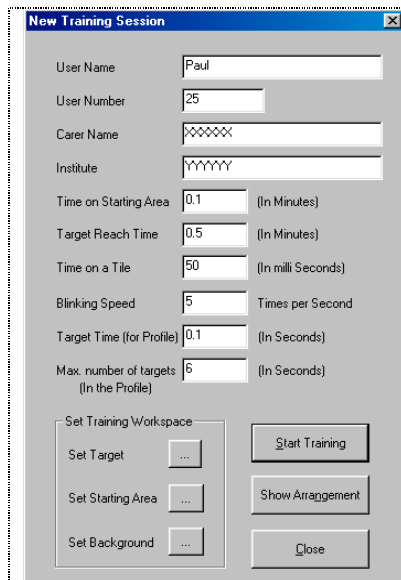 New Training Session
User Name Paul
User Number 25
Carer Name XXXXXX
Institute YYYYYY
Time on Starting Area 0.1 (In Minutes)
Target Reach Time 0.5 (In Minutes)
Time on a Tile 50 (In milli Seconds)
Blinking Speed 5 Times per Second
Target Time (for Profile) 0.1 (In Seconds)
Max. number of targets 6 (In Seconds)
(In the Profile)
Set Training Workspace
Set Target ...
Start Training
Set Starting Area ...
Show Arrangement
Set Background ...
Close